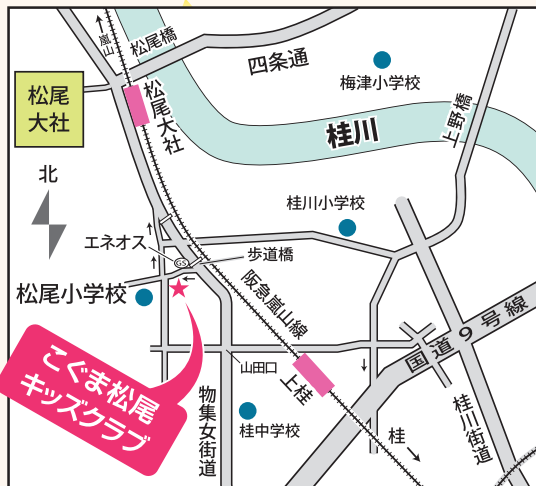 嵐山
松尾橋
四条通
梅津小学校
松尾
大社
松尾大社
桂川
上野橋
北
桂川小学校
エネオス
GS
歩道橋
松尾小学校
阪急嵐山線
国道9号線
山田口
上桂
こぐま松尾
キッズクラブ
物集女街道
桂中学校
桂
桂川街道